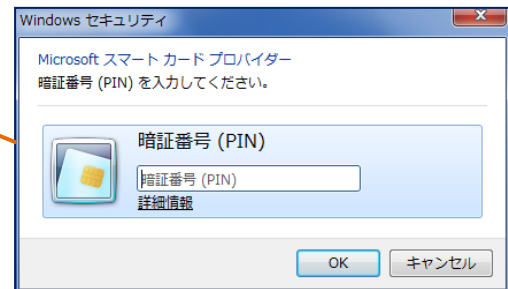 Windows セキュリティ
Microsoft スマート カード プロバイダー
暗証番号 (PIN) を入力してください。
暗証番号 (PIN)
暗証番号 (PIN)
詳細情報
OK
キャンセル